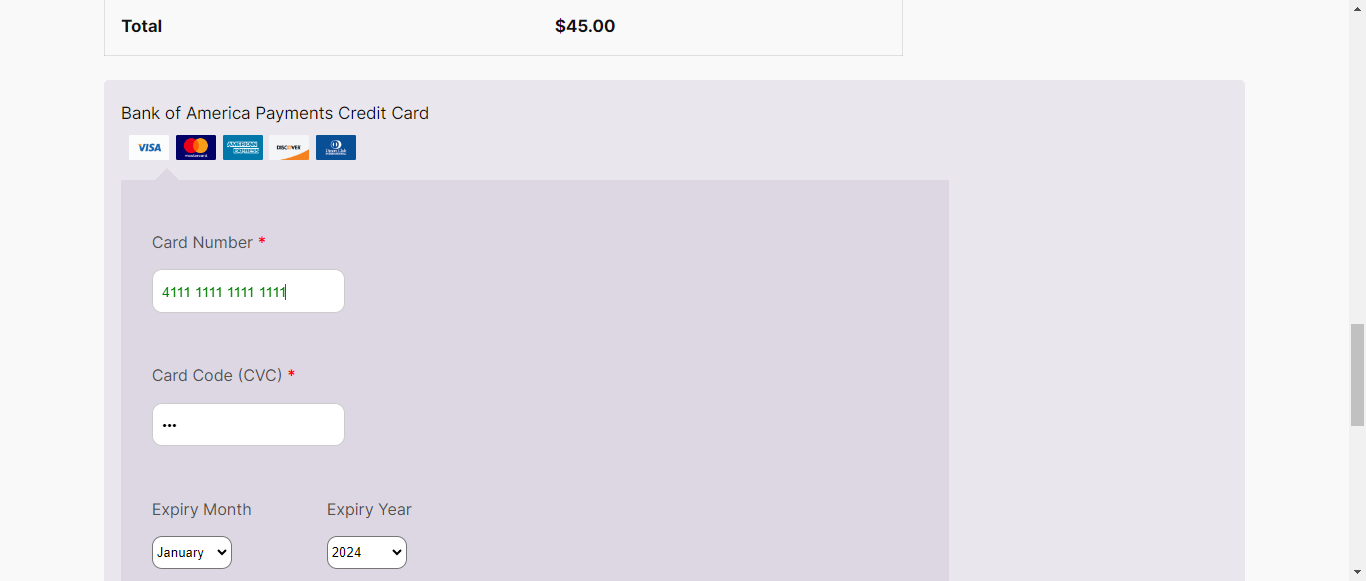 Total $45.00
Bank of America Payments Credit Card
VISA mastercard AMERICAN EXPRESS DISCOVER Diners Club
Card Number *
4111 1111 1111 1111
Card Code (CVC) *
•••
Expiry Month Expiry Year
January 2024